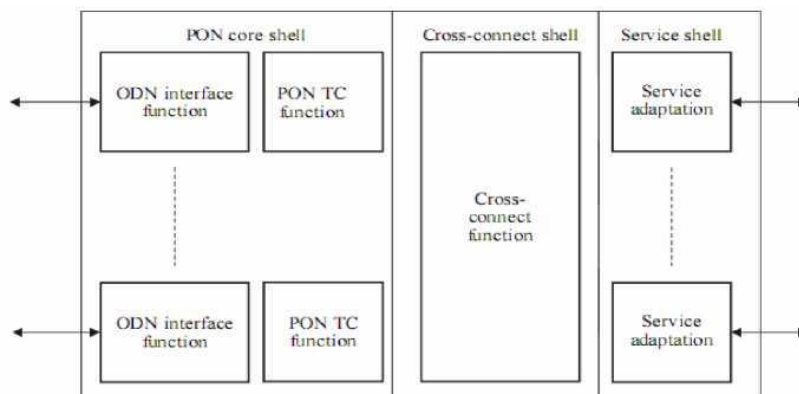 PON core shell
Cross-connect shell
Service shell
ODN interface
function
PON TC
function
Service
adaptation
Cross-
connect
function
ODN interface
function
PON TC
function
Service
adaptation